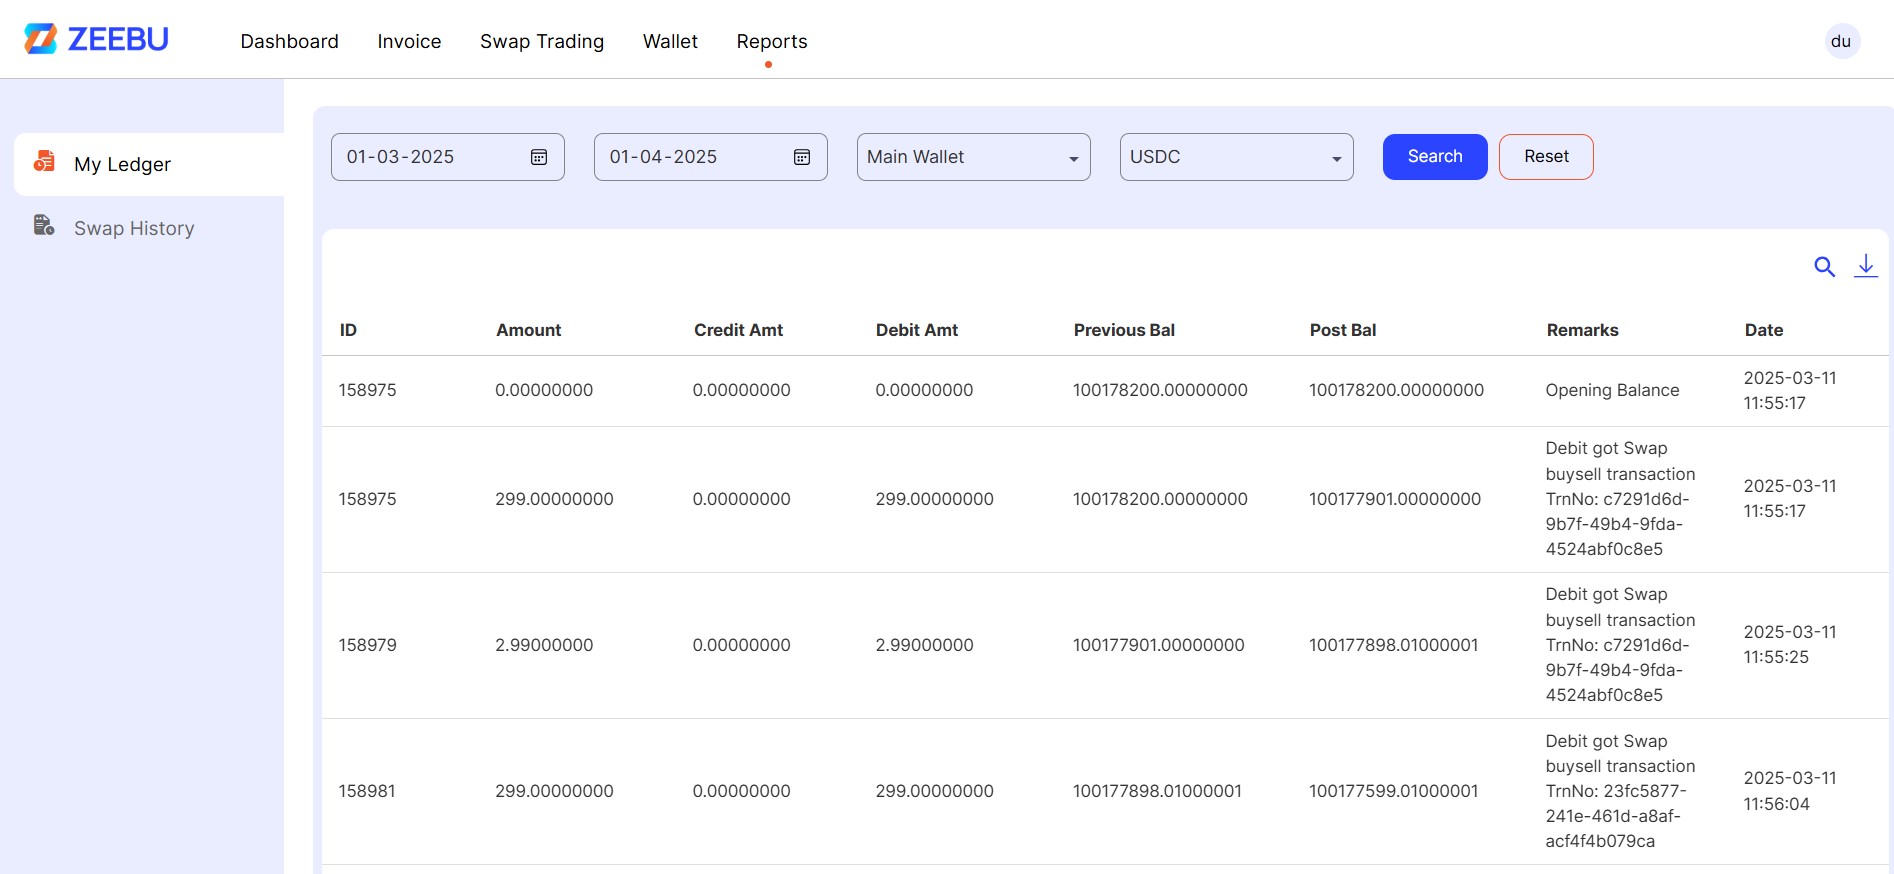 ZEEBU
Dashboard Invoice Swap Trading Wallet Reports
du
My Ledger
Swap History
01-03-2025 01-04-2025 Main Wallet USDC Search Reset
ID Amount Credit Amt Debit Amt Previous Bal Post Bal Remarks Date
158975 0.00000000 0.00000000 0.00000000 100178200.00000000 100178200.00000000 Opening Balance 2025-03-11
11:55:17
158975 299.00000000 0.00000000 299.00000000 100178200.00000000 100177901.00000000 Debit got Swap
buysell transaction
TrnNo: c7291d6d-
9b7f-49b4-9fda-
4524abf0c8e5
2025-03-11
11:55:17
158979 2.99000000 0.00000000 2.99000000 100177901.00000000 100177898.01000001 Debit got Swap
buysell transaction
TrnNo: c7291d6d-
9b7f-49b4-9fda-
4524abf0c8e5
2025-03-11
11:55:25
158981 299.00000000 0.00000000 299.00000000 100177898.01000001 100177599.01000001 Debit got Swap
buysell transaction
TrnNo: 23fc5877-
241e-461d-a8af-
acf4f4b079ca
2025-03-11
11:56:04